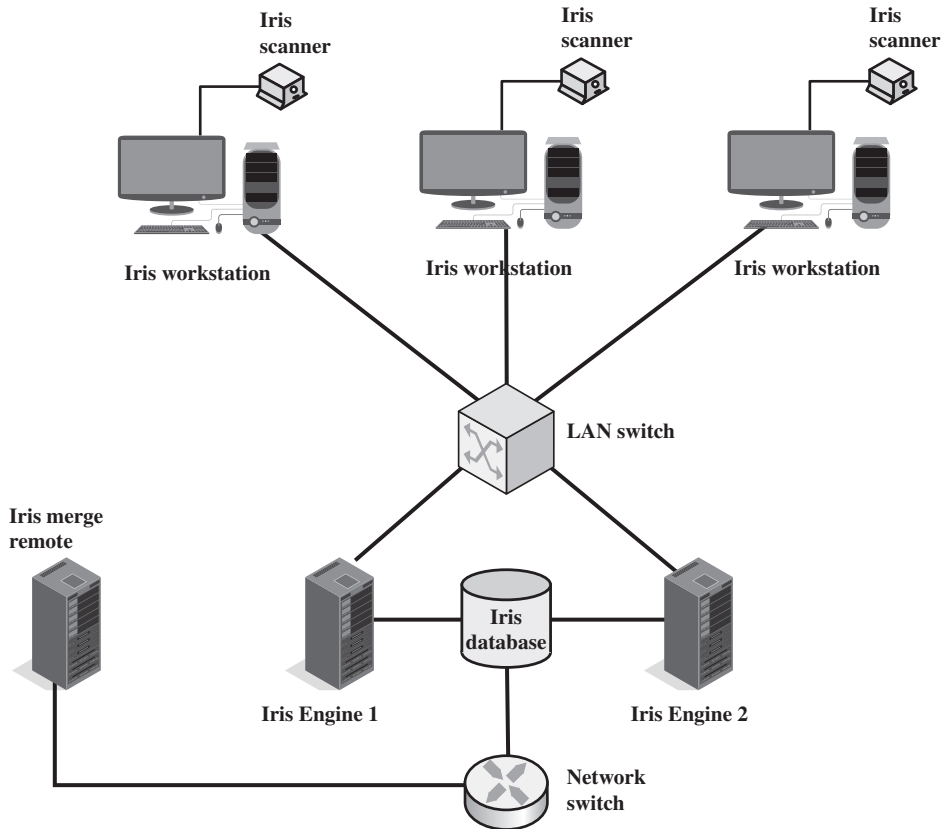 Iris
scanner
Iris
scanner
Iris
scanner
Iris workstation
Iris workstation
Iris workstation
LAN switch
Iris merge
remote
Iris
database
Iris Engine 1
Iris Engine 2
Network
switch